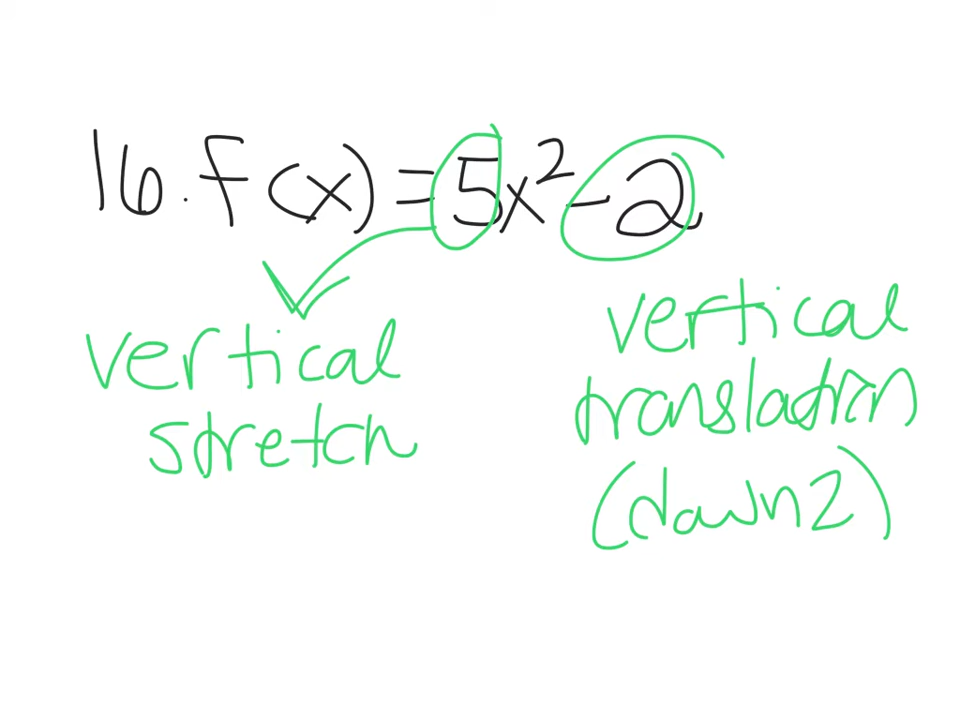 16. f(x) = 5x² - 2
vertical
stretch
vertical
translation
(down 2)